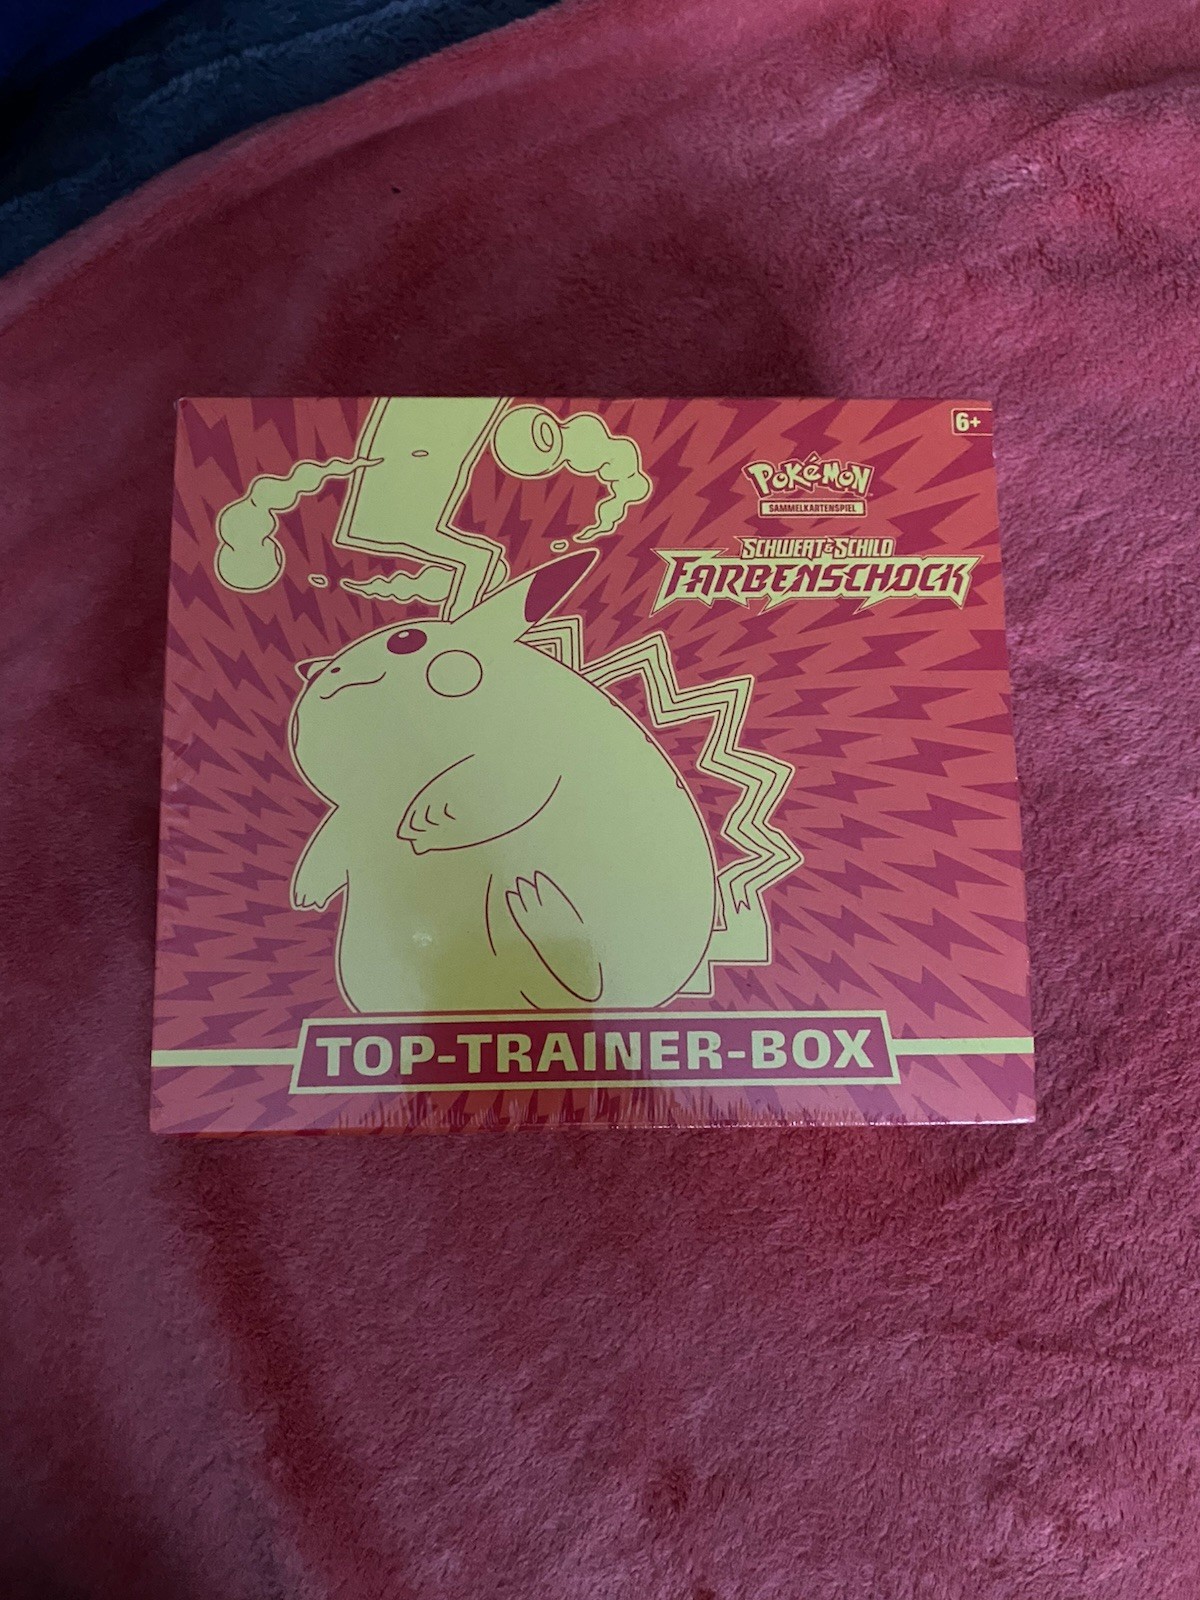 6+
POKéMON
SAMMELKARTENSPIEL
SCHWERT & SCHILD
FARBENSCHOCK
TOP-TRAINER-BOX